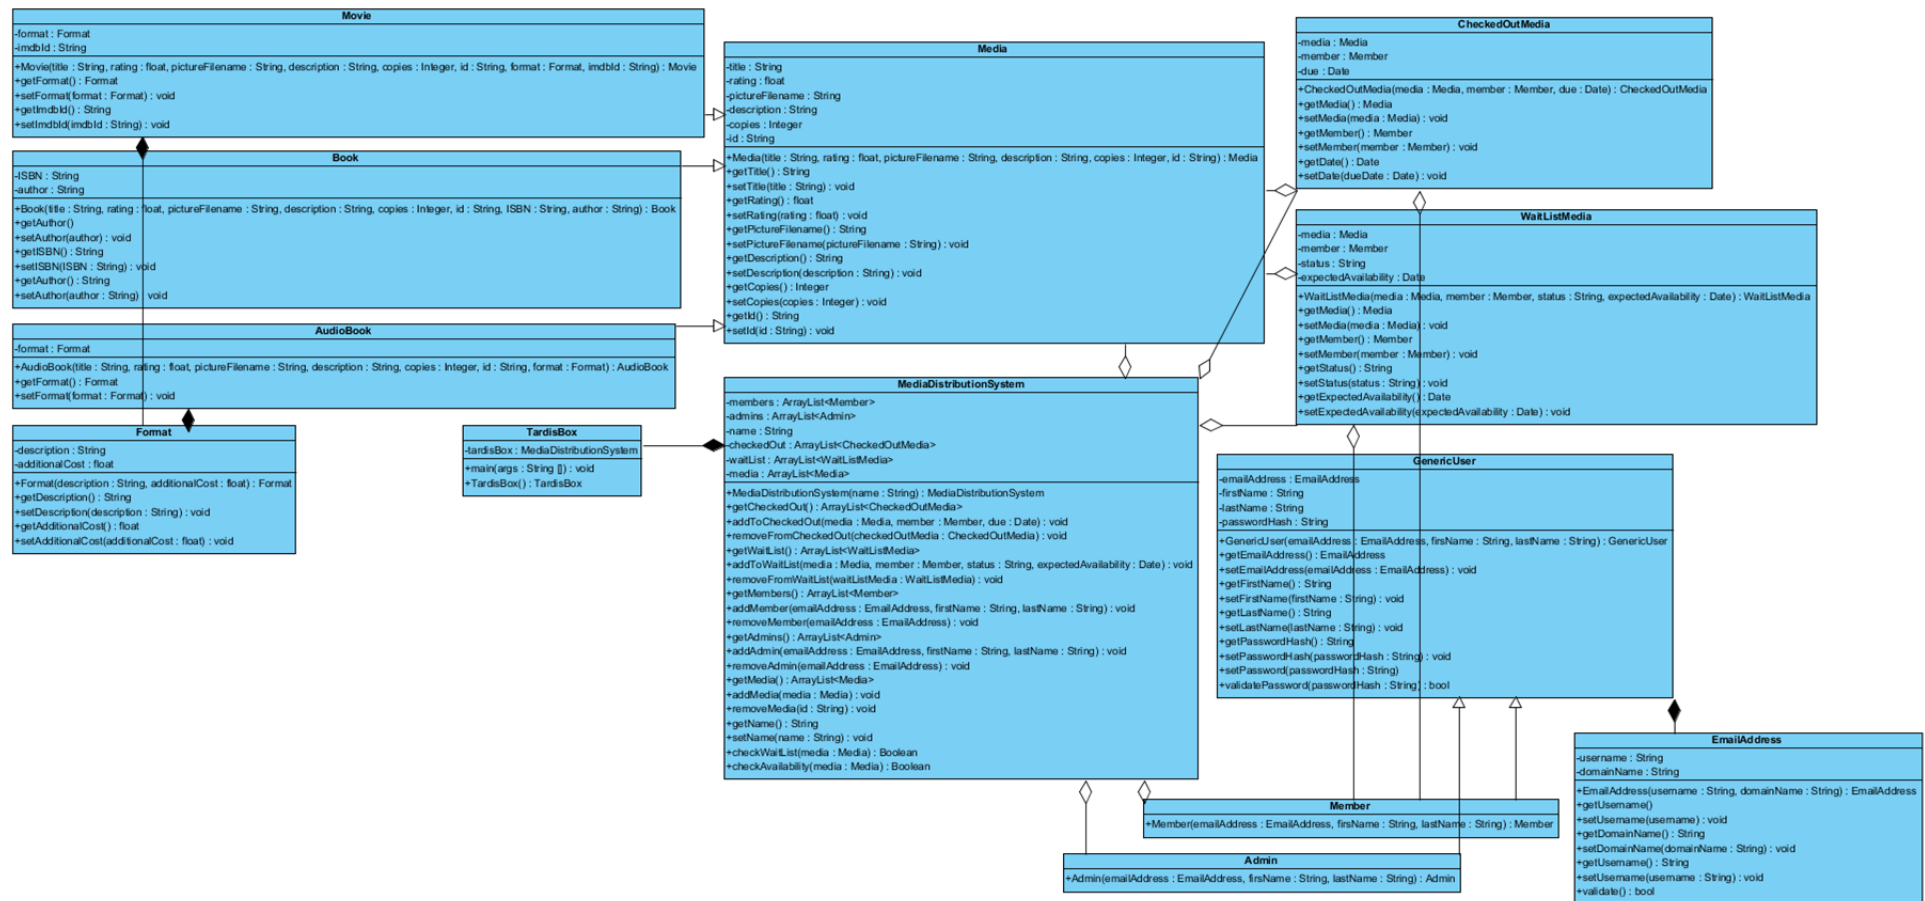 Movie
-format : Format
-imdbId : String
+Movie(title : String, rating : float, pictureFilename : String, description : String, copies : Integer, id : String, format : Format, imdbId : String) : Movie
+getFormat() : Format
+setFormat(format : Format) : void
+getImdbId() : String
+setImdbId(imdbId : String) : void
Book
-ISBN : String
-author : String
+Book(title : String, rating : float, pictureFilename : String, description : String, copies : Integer, id : String, ISBN : String, author : String) : Book
+getAuthor()
+setAuthor(author) : void
+getISBN() : String
+setISBN(ISBN : String) : void
+getAuthor() : String
+setAuthor(author : String) : void
AudioBook
-format : Format
+AudioBook(title : String, rating : float, pictureFilename : String, description : String, copies : Integer, id : String, format : Format) : AudioBook
+getFormat() : Format
+setFormat(format : Format) : void
Format
-description : String
-additionalCost : float
+Format(description : String, additionalCost : float) : Format
+getDescription() : String
+setDescription(description : String) : void
+getAdditionalCost() : float
+setAdditionalCost(additionalCost : float) : void
TardisBox
-tardisBox : MediaDistributionSystem
+main(args : String []) : void
+TardisBox() : TardisBox
Media
-title : String
-rating : float
-pictureFilename : String
-description : String
-copies : Integer
-id : String
+Media(title : String, rating : float, pictureFilename : String, description : String, copies : Integer, id : String) : Media
+getTitle() : String
+setTitle(title : String) : void
+getRating() : float
+setRating(rating : float) : void
+getPictureFilename() : String
+setPictureFilename(pictureFilename : String) : void
+getDescription() : String
+setDescription(description : String) : void
+getCopies() : Integer
+setCopies(copies : Integer) : void
+getId() : String
+setId(id : String) : void
MediaDistributionSystem
-members : ArrayList<Member>
-admins : ArrayList<Admin>
-name : String
-checkedOut : ArrayList<CheckedOutMedia>
-waitList : ArrayList<WaitListMedia>
-media : ArrayList<Media>
+MediaDistributionSystem(name : String) : MediaDistributionSystem
+getCheckedOut() : ArrayList<CheckedOutMedia>
+addToCheckedOut(media : Media, member : Member, due : Date) : void
+removeFromCheckedOut(checkedOutMedia : CheckedOutMedia) : void
+getWaitList() : ArrayList<WaitListMedia>
+addToWaitList(media : Media, member : Member, status : String, expectedAvailability : Date) : void
+removeFromWaitList(waitListMedia : WaitListMedia) : void
+getMembers() : ArrayList<Member>
+addMember(emailAddress : EmailAddress, firstName : String, lastName : String) : void
+removeMember(emailAddress : EmailAddress) : void
+getAdmins() : ArrayList<Admin>
+addAdmin(emailAddress : EmailAddress, firstName : String, lastName : String) : void
+removeAdmin(emailAddress : EmailAddress) : void
+getMedia() : ArrayList<Media>
+addMedia(media : Media) : void
+removeMedia(id : String) : void
+getName() : String
+setName(name : String) : void
+checkWaitList(media : Media) : Boolean
+checkAvailability(media : Media) : Boolean
CheckedOutMedia
-media : Media
-member : Member
-due : Date
+CheckedOutMedia(media : Media, member : Member, due : Date) : CheckedOutMedia
+getMedia() : Media
+setMedia(media : Media) : void
+getMember() : Member
+setMember(member : Member) : void
+getDate() : Date
+setDate(dueDate : Date) : void
WaitListMedia
-media : Media
-member : Member
-status : String
-expectedAvailability : Date
+WaitListMedia(media : Media, member : Member, status : String, expectedAvailability : Date) : WaitListMedia
+getMedia() : Media
+setMedia(media : Media) : void
+getMember() : Member
+setMember(member : Member) : void
+getStatus() : String
+setStatus(status : String) : void
+getExpectedAvailability() : Date
+setExpectedAvailability(expectedAvailability : Date) : void
GenericUser
-emailAddress : EmailAddress
-firstName : String
-lastName : String
-passwordHash : String
+GenericUser(emailAddress : EmailAddress, firsName : String, lastName : String) : GenericUser
+getEmailAddress() : EmailAddress
+setEmailAddress(emailAddress : EmailAddress) : void
+getFirstName() : String
+setFirstName(firstName : String) : void
+getLastName() : String
+setLastName(lastName : String) : void
+getPasswordHash() : String
+setPasswordHash(passwordHash : String) : void
+setPassword(passwordHash : String)
+validatePassword(passwordHash : String) : bool
Member
+Member(emailAddress : EmailAddress, firsName : String, lastName : String) : Member
Admin
+Admin(emailAddress : EmailAddress, firsName : String, lastName : String) : Admin
EmailAddress
-username : String
-domainName : String
+EmailAddress(username : String, domainName : String) : EmailAddress
+getUsername()
+setUsername(username) : void
+getDomainName() : String
+setDomainName(domainName : String) : void
+getUsername() : String
+setUsername(username : String) : void
+validate() : bool